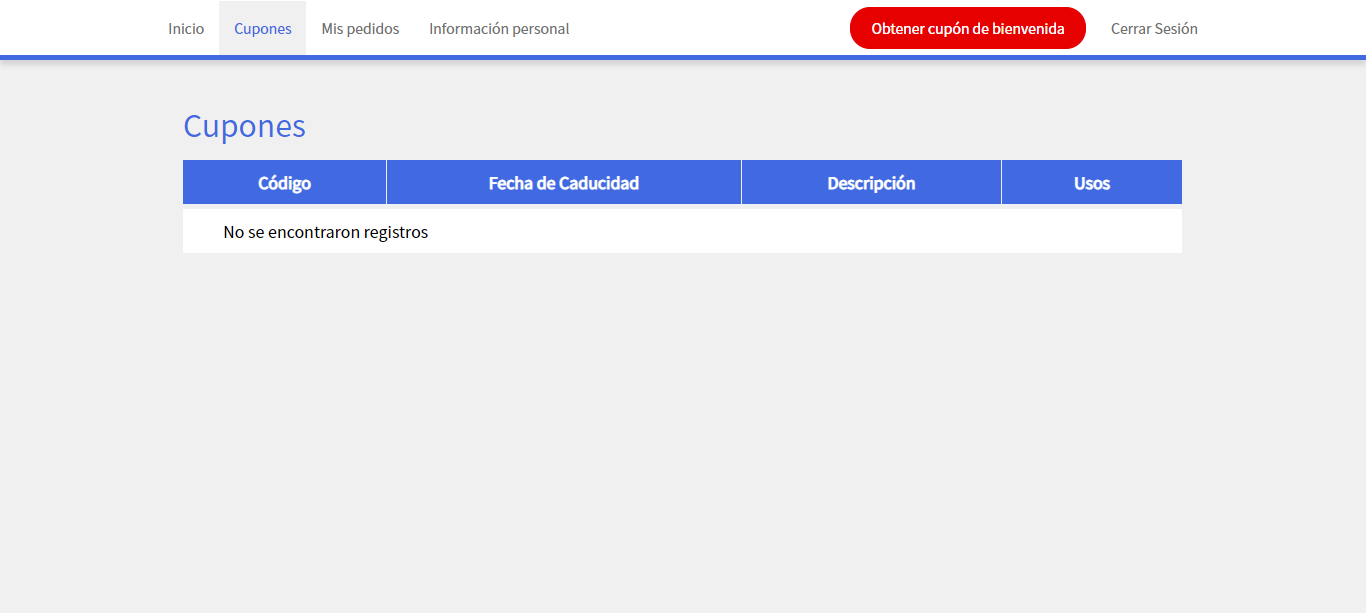 Inicio Cupones Mis pedidos Información personal Obtener cupón de bienvenida Cerrar Sesión
Cupones
Código Fecha de Caducidad Descripción Usos
No se encontraron registros